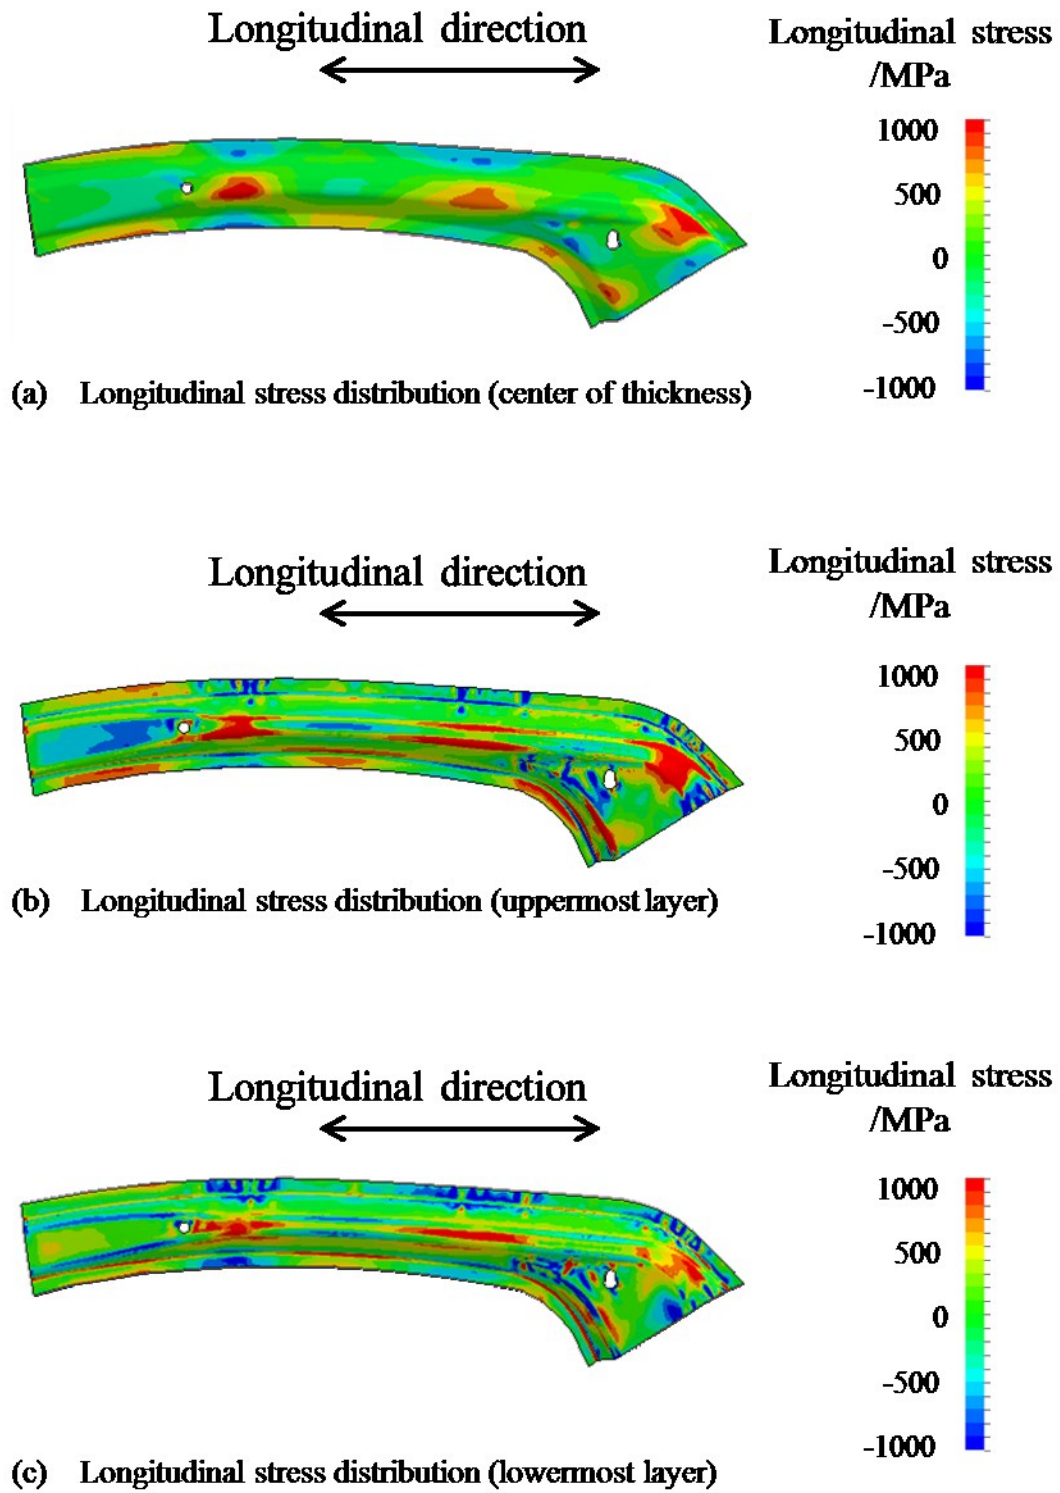 Longitudinal direction
Longitudinal stress
/MPa
1000
500
0
-500
-1000
(a) Longitudinal stress distribution (center of thickness)
Longitudinal direction
Longitudinal stress
/MPa
1000
500
0
-500
-1000
(b) Longitudinal stress distribution (uppermost layer)
Longitudinal direction
Longitudinal stress
/MPa
1000
500
0
-500
-1000
(c) Longitudinal stress distribution (lowermost layer)